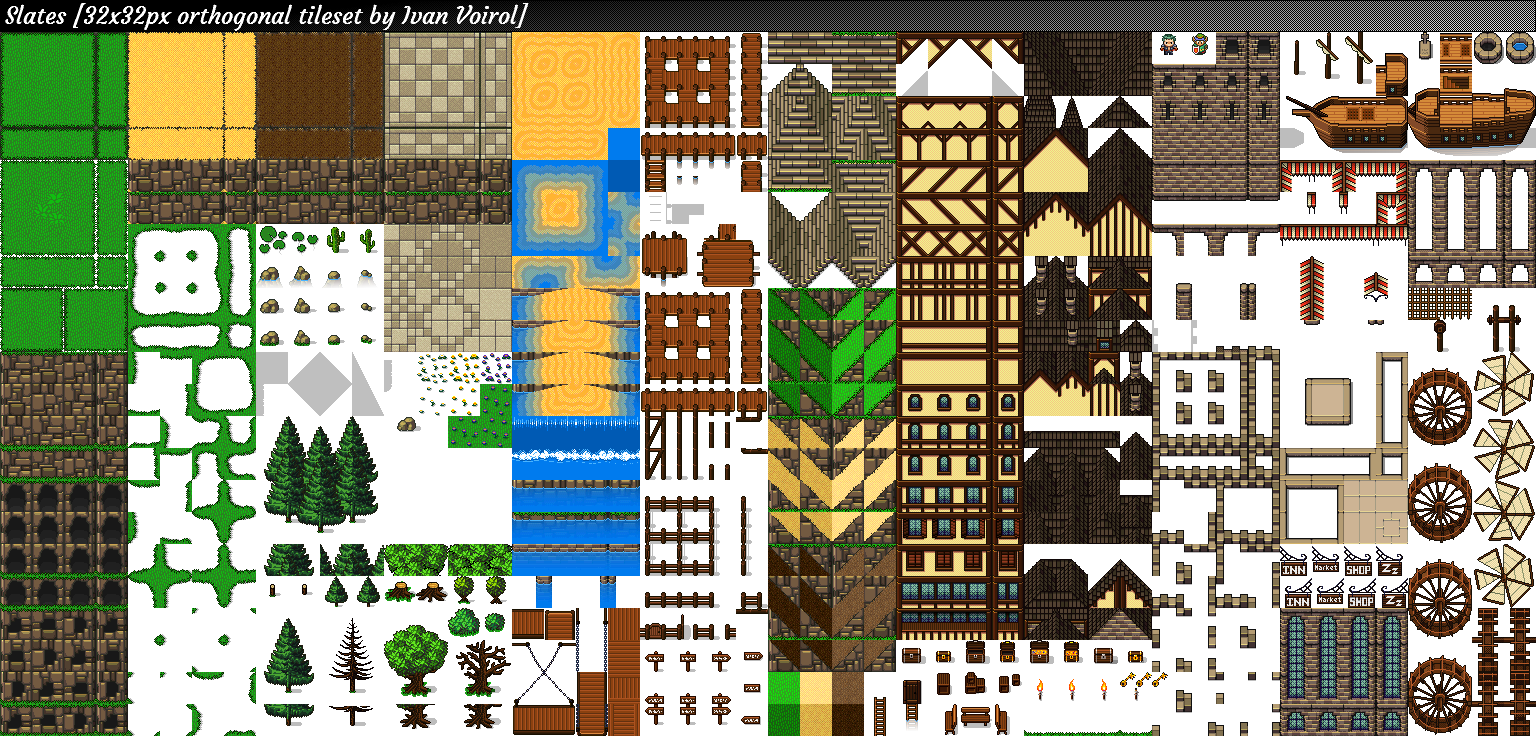 Slates [32x32px orthogonal tileset by Ivan Voirol]
INN Market SHOP Zz
INN Market SHOP Zz